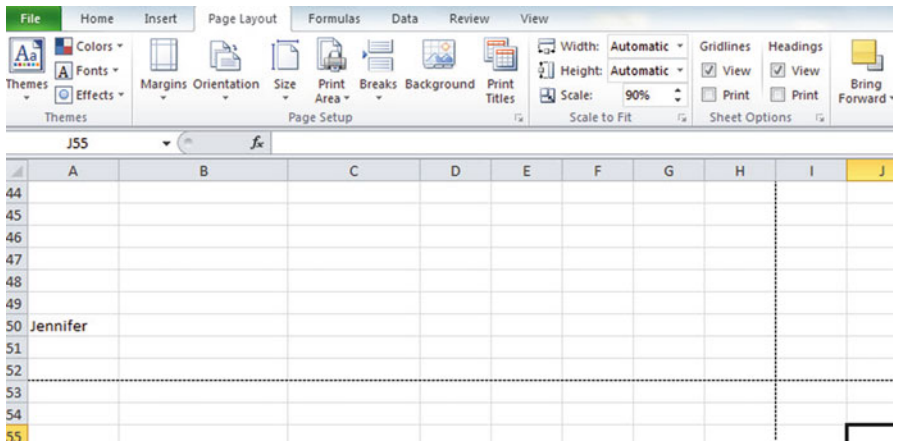 File Home Insert Page Layout Formulas Data Review View
Colors Width: Automatic Gridlines Headings
Aa A Fonts Height: Automatic View View
Themes Effects Margins Orientation Size Print Area Breaks Background Print Titles Scale: 90% Print Print Bring Forward
Themes Page Setup Scale to Fit Sheet Options
J55 fx
A B C D E F G H I J
44
45
46
47
48
49
50 Jennifer
51
52
53
54
55